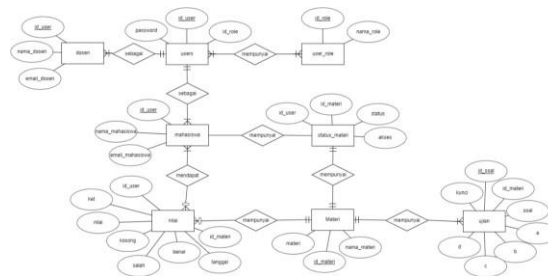 id_user
password
id_role
id_user
nama_dosen
email_dosen
dosen
sebagai
users
mempunyai
id_role
nama_role
user_role
sebagai
id_user
nama_mahasiswa
email_mahasiswa
mahasiswa
mempunyai
id_user
id_materi
status
akses
status_materi
mendapat
mempunyai
id_user
ket
nilai
kosong
salah
benar
tanggal
id_materi
nilai
mempunyai
Materi
materi
id_materi
nama_materi
mempunyai
ujian
id_soal
kunci
id_materi
soal
a
b
c
d